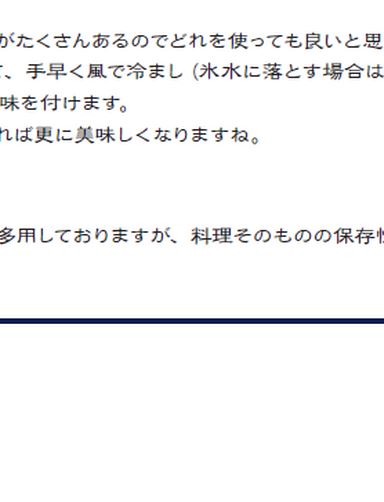 がたくさんあるのでどれを使っても良いと思
、手早く風で冷まし (氷水に落とす場合は
味を付けます。
れば更に美味しくなりますね。
多用しておりますが、料理そのものの保存性